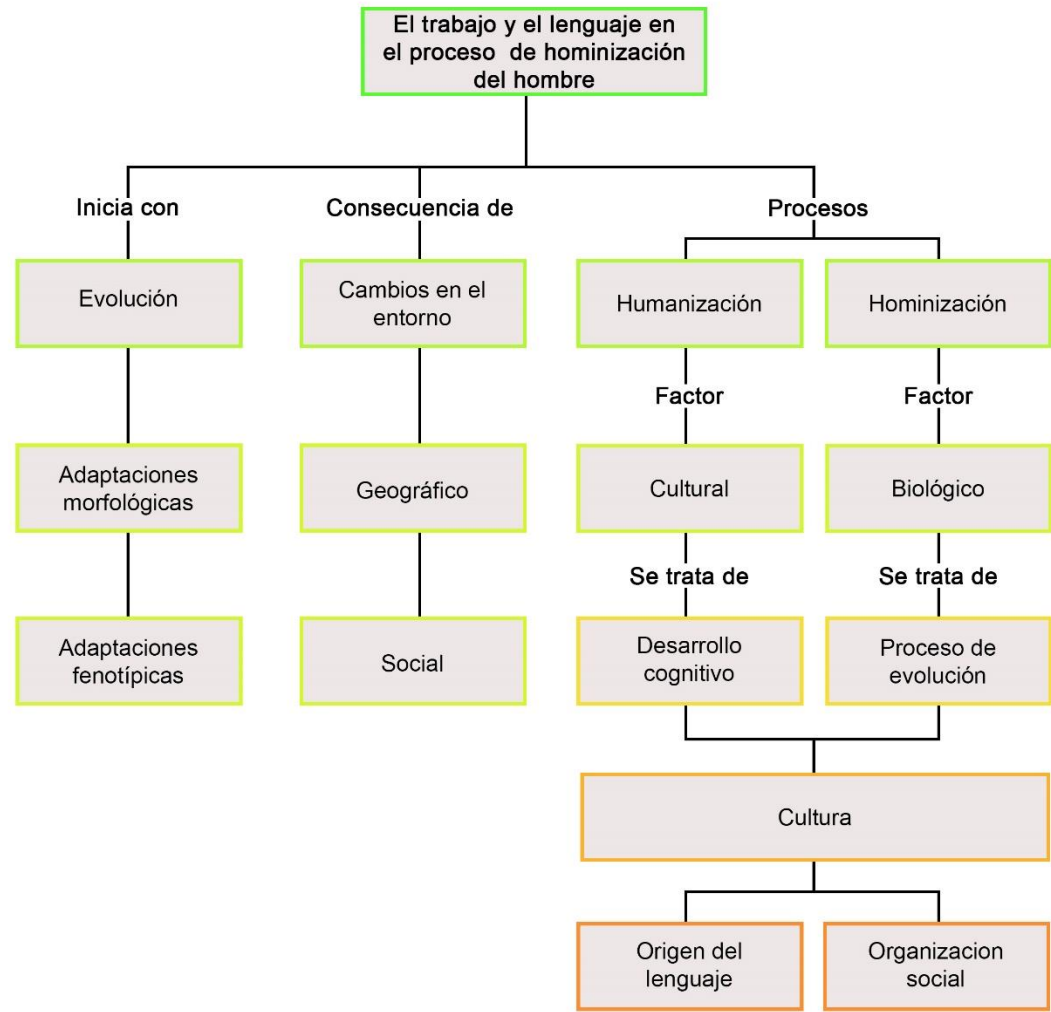 El trabajo y el lenguaje en
el proceso de hominización
del hombre
Inicia con
Consecuencia de
Procesos
Evolución
Cambios en el
entorno
Humanización
Hominización
Factor
Factor
Adaptaciones
morfológicas
Geográfico
Cultural
Biológico
Se trata de
Se trata de
Adaptaciones
fenotípicas
Social
Desarrollo
cognitivo
Proceso de
evolución
Cultura
Origen del
lenguaje
Organizacion
social